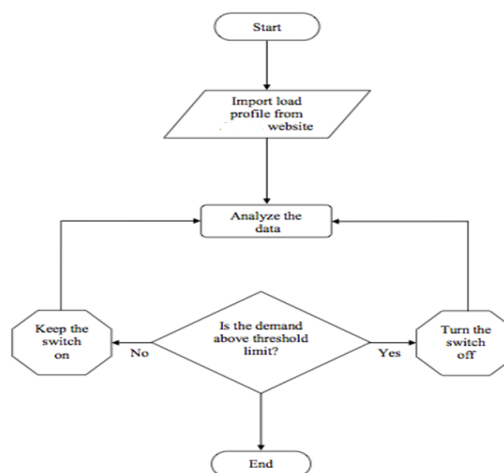 Start
Import load
profile from
website
Analyze the
data
Is the demand
above threshold
limit?
Keep the
switch
on
No
Yes
Turn the
switch
off
End